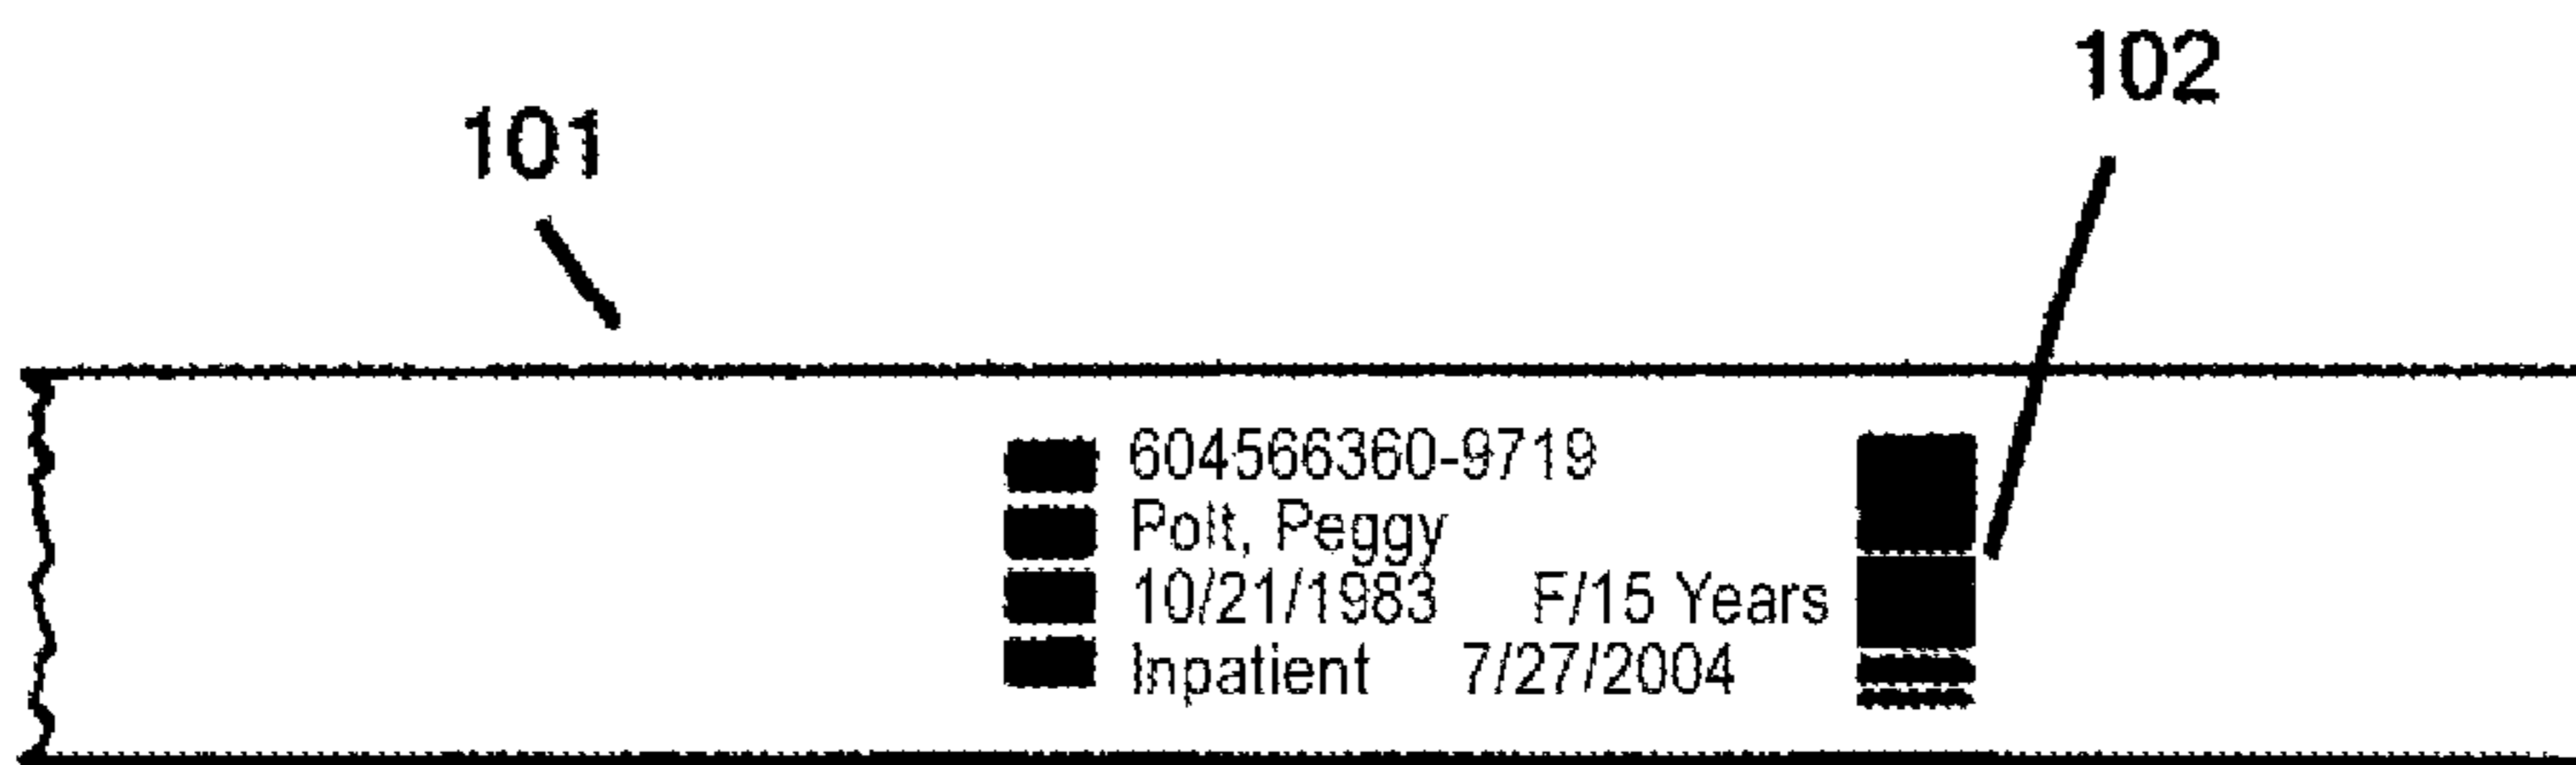 102
101
604566360-9719
Polt, Peggy
10/21/1983 F/15 Years
Inpatient 7/27/2004